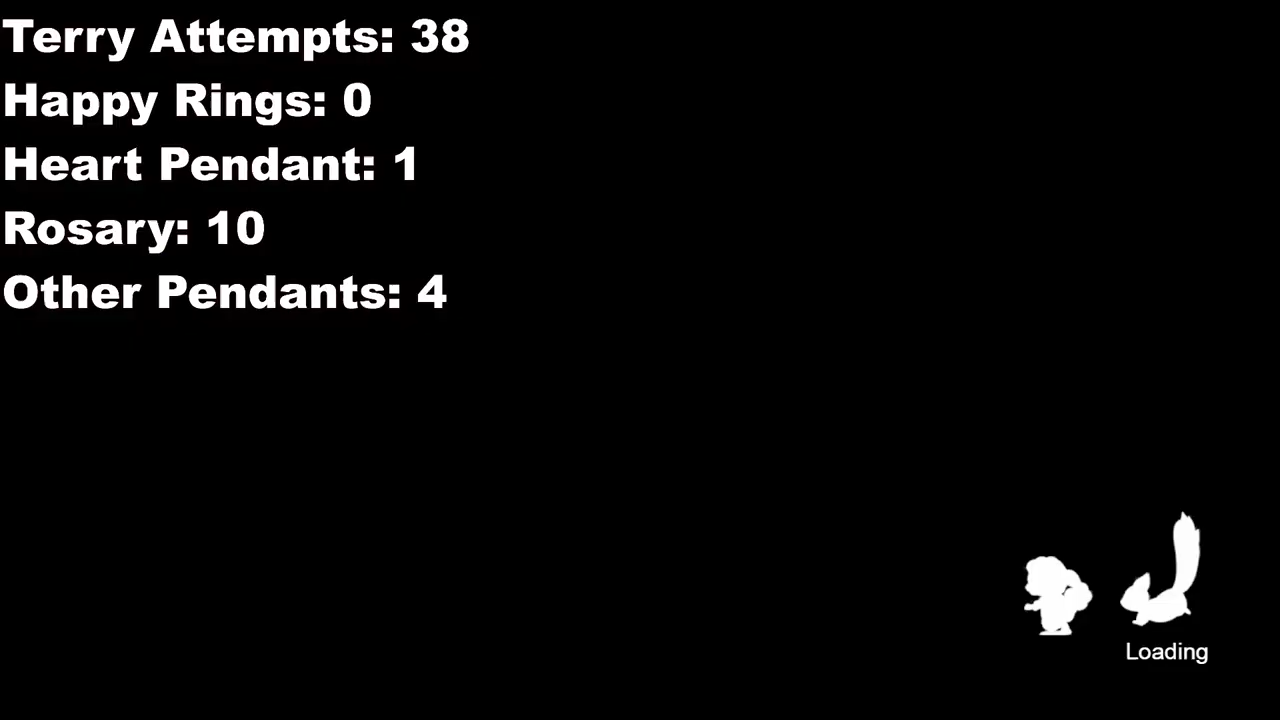 Terry Attempts: 38
Happy Rings: 0
Heart Pendant: 1
Rosary: 10
Other Pendants: 4
Loading